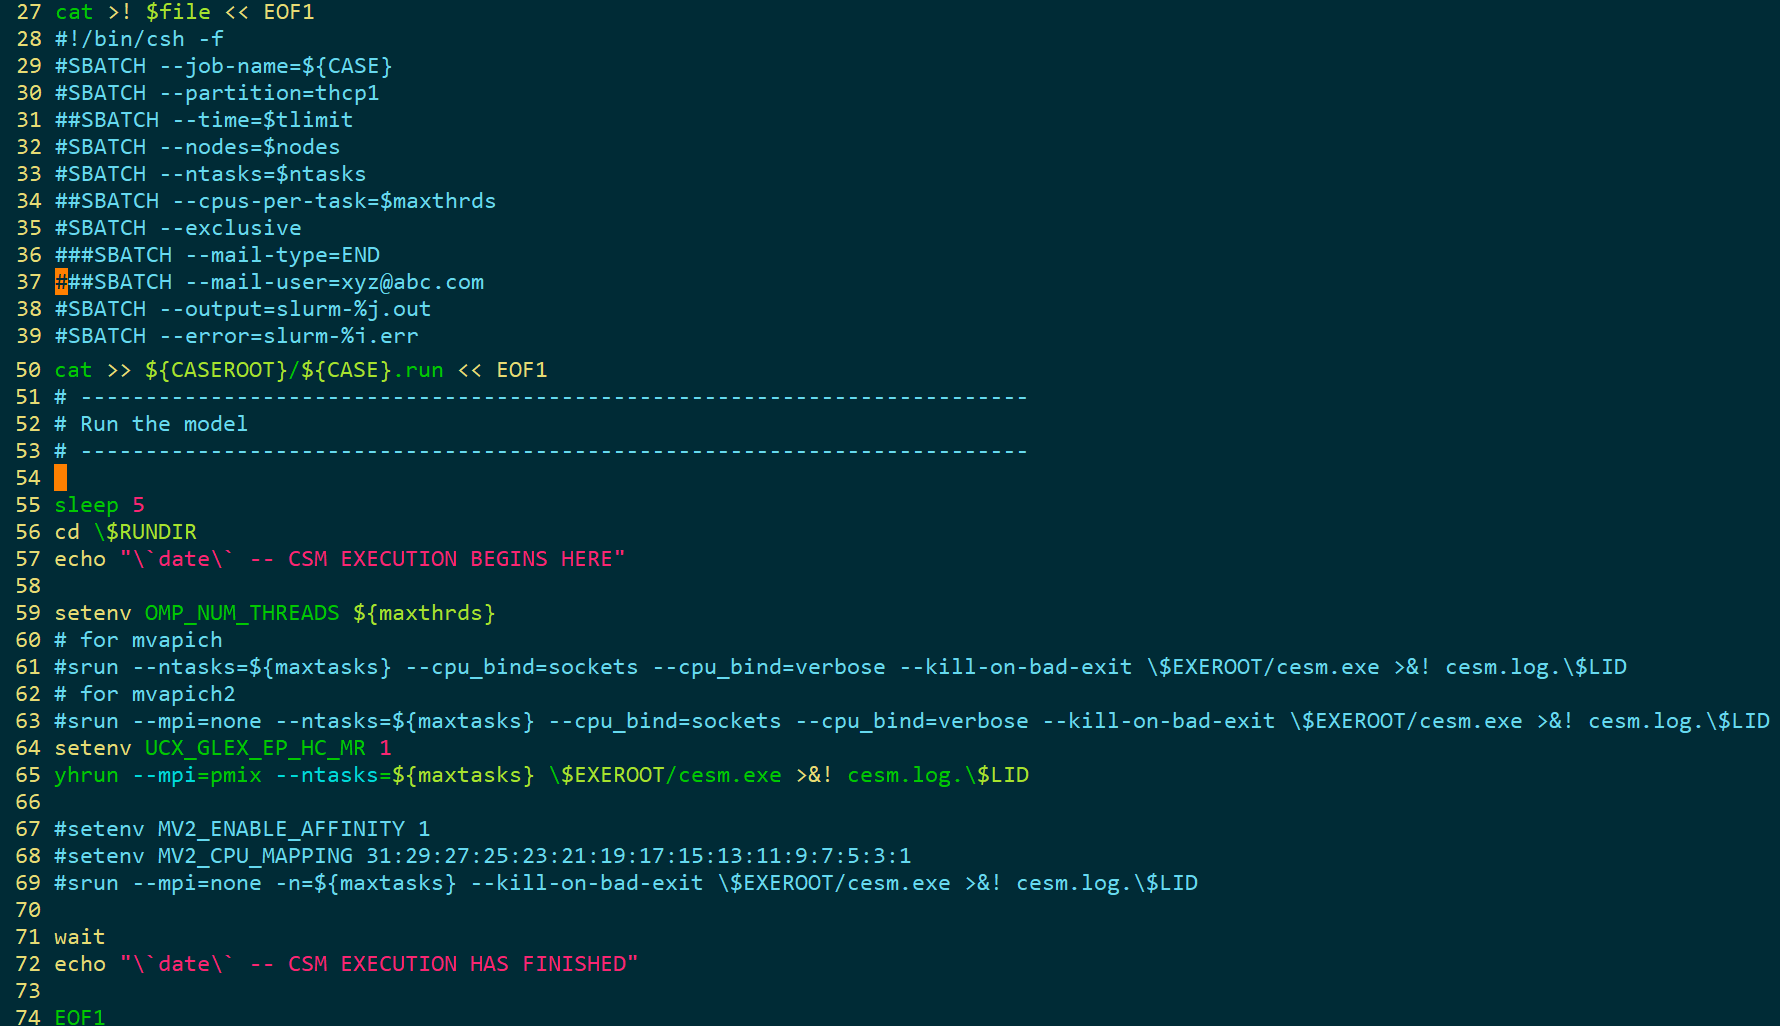 27 cat >! $file << EOF1
28 #!/bin/csh -f
29 #SBATCH --job-name=${CASE}
30 #SBATCH --partition=thcp1
31 ##SBATCH --time=$tlimit
32 #SBATCH --nodes=$nodes
33 #SBATCH --ntasks=$ntasks
34 ##SBATCH --cpus-per-task=$maxthrds
35 #SBATCH --exclusive
36 ###SBATCH --mail-type=END
37 ###SBATCH --mail-user=xyz@abc.com
38 #SBATCH --output=slurm-%j.out
39 #SBATCH --error=slurm-%i.err
50 cat >> ${CASEROOT}/${CASE}.run << EOF1
51 # -------------------------------------------------------------------------
52 # Run the model
53 # -------------------------------------------------------------------------
54
55 sleep 5
56 cd \$RUNDIR
57 echo "\`date\` -- CSM EXECUTION BEGINS HERE"
58
59 setenv OMP_NUM_THREADS ${maxthrds}
60 # for mvapich
61 #srun --ntasks=${maxtasks} --cpu_bind=sockets --cpu_bind=verbose --kill-on-bad-exit \$EXEROOT/cesm.exe >&! cesm.log.\$LID
62 # for mvapich2
63 #srun --mpi=none --ntasks=${maxtasks} --cpu_bind=sockets --cpu_bind=verbose --kill-on-bad-exit \$EXEROOT/cesm.exe >&! cesm.log.\$LID
64 setenv UCX_GLEX_EP_HC_MR 1
65 yhrun --mpi=pmix --ntasks=${maxtasks} \$EXEROOT/cesm.exe >&! cesm.log.\$LID
66
67 #setenv MV2_ENABLE_AFFINITY 1
68 #setenv MV2_CPU_MAPPING 31:29:27:25:23:21:19:17:15:13:11:9:7:5:3:1
69 #srun --mpi=none -n=${maxtasks} --kill-on-bad-exit \$EXEROOT/cesm.exe >&! cesm.log.\$LID
70
71 wait
72 echo "\`date\` -- CSM EXECUTION HAS FINISHED"
73
74 EOF1